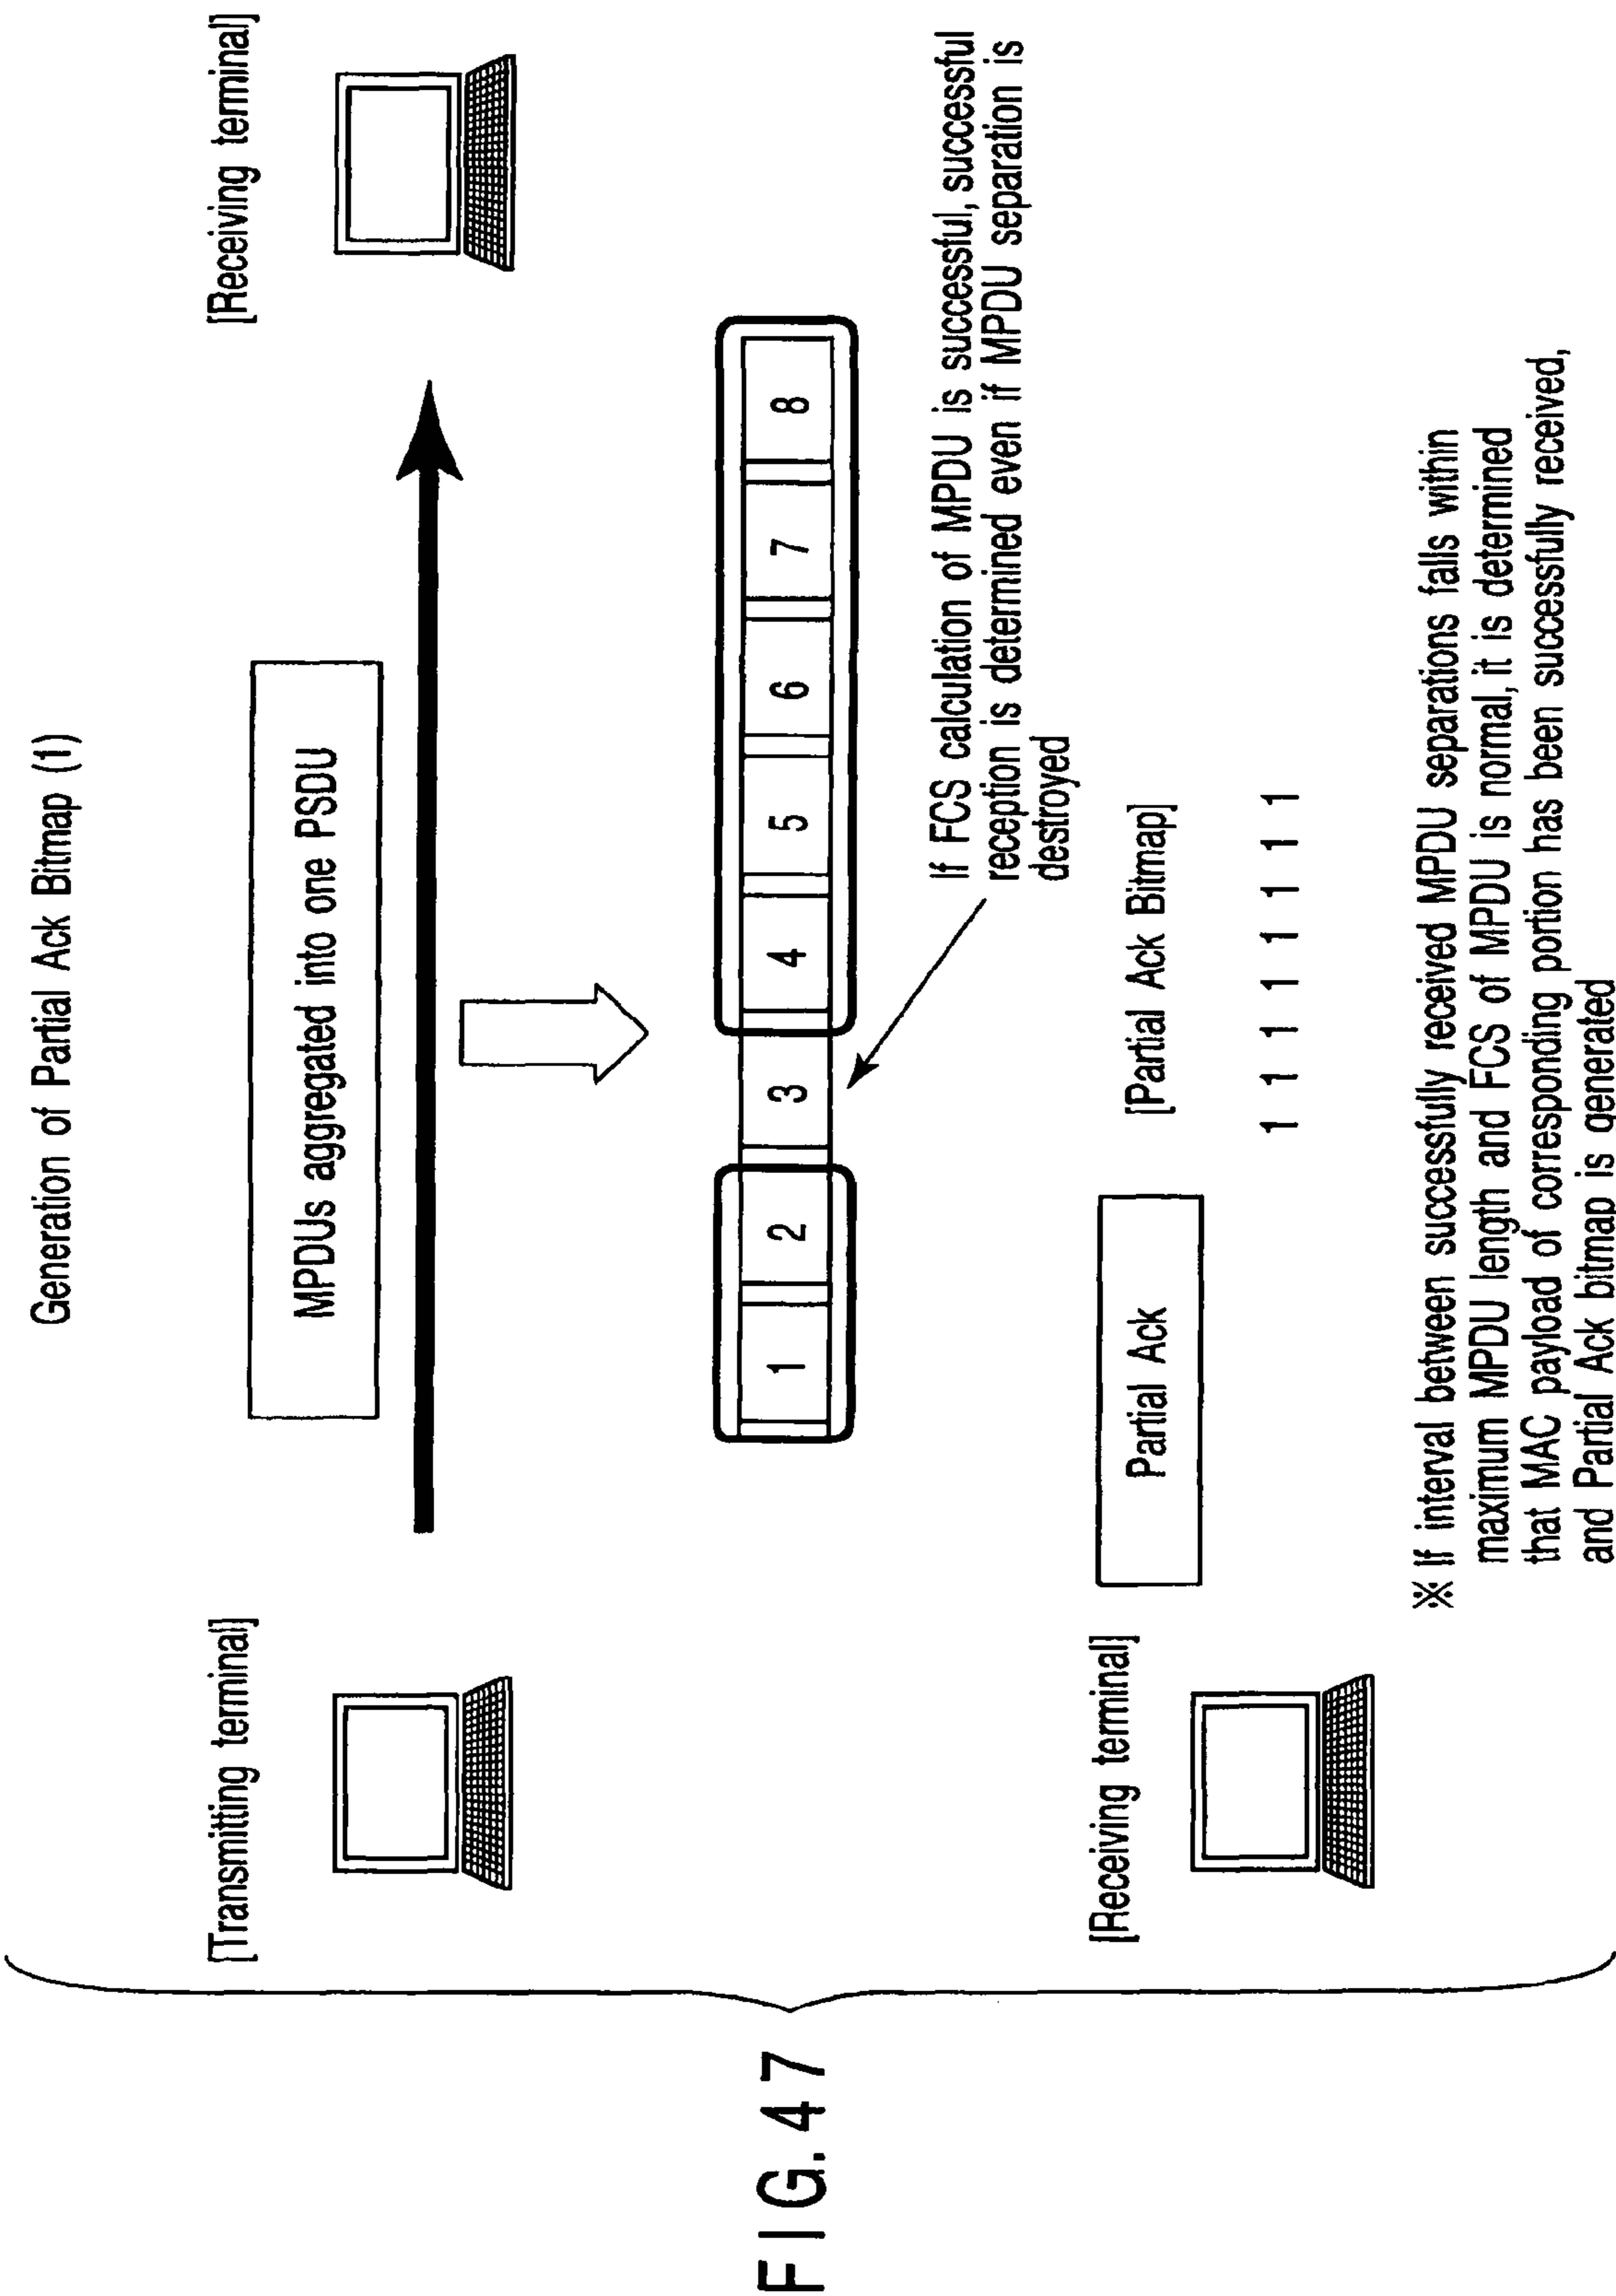 FIG. 47
Generation of Partial Ack Bitmap (1)
[Transmitting terminal]
[Receiving terminal]
MPDUs aggregated into one PSDU
1 2 3 4 5 6 7 8
If FCS calculation of MPDU is successful, successful
reception is determined even if MPDU separation is
destroyed
[Receiving terminal]
Partial Ack
[Partial Ack Bitmap]
1 1 1 1 1 1 1 1
※ If interval between successfully received MPDU separations falls within
maximum MPDU length and FCS of MPDU is normal, it is determined
that MAC payload of corresponding portion has been successfully received,
and Partial Ack bitmap is generated